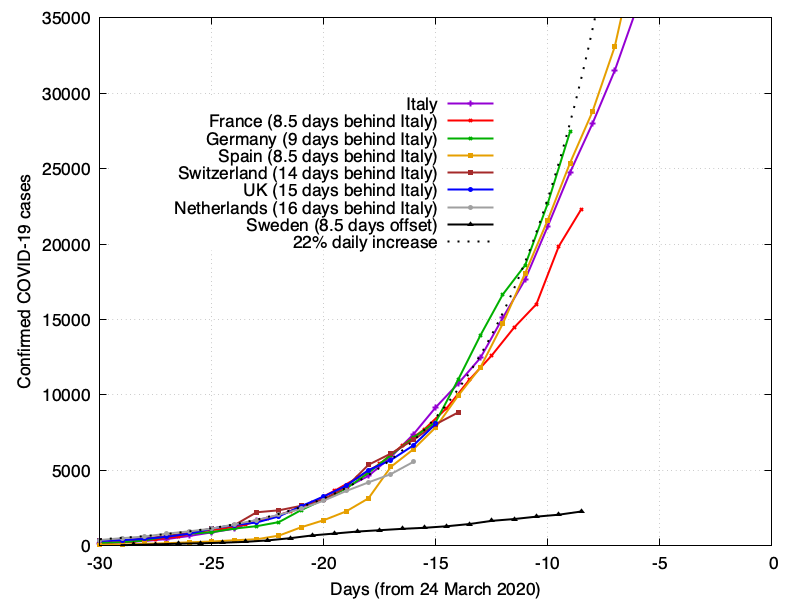 35000
30000
25000
20000
15000
10000
5000
0
Confirmed COVID-19 cases
Italy
France (8.5 days behind Italy)
Germany (9 days behind Italy)
Spain (8.5 days behind Italy)
Switzerland (14 days behind Italy)
UK (15 days behind Italy)
Netherlands (16 days behind Italy)
Sweden (8.5 days offset)
22% daily increase
-30 -25 -20 -15 -10 -5 0
Days (from 24 March 2020)